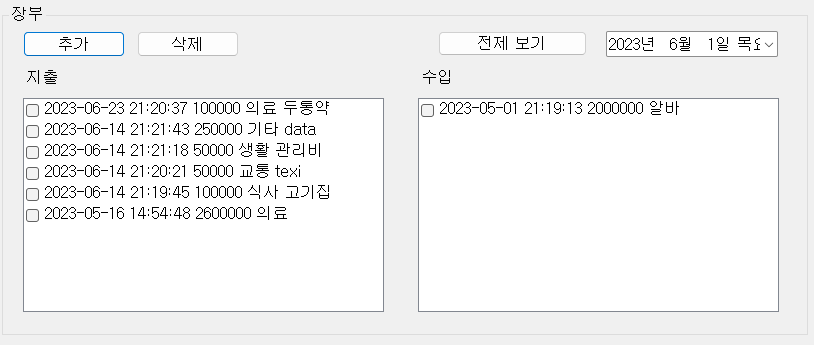 장부
추가
삭제
전제 보기
2023년 6월 1일 목요
지출
수입
2023-06-23 21:20:37 100000 의료 두통약
2023-06-14 21:21:43 250000 기타 data
2023-06-14 21:21:18 50000 생활 관리비
2023-06-14 21:20:21 50000 교통 texi
2023-06-14 21:19:45 100000 식사 고기집
2023-05-16 14:54:48 2600000 의료
2023-05-01 21:19:13 2000000 알바